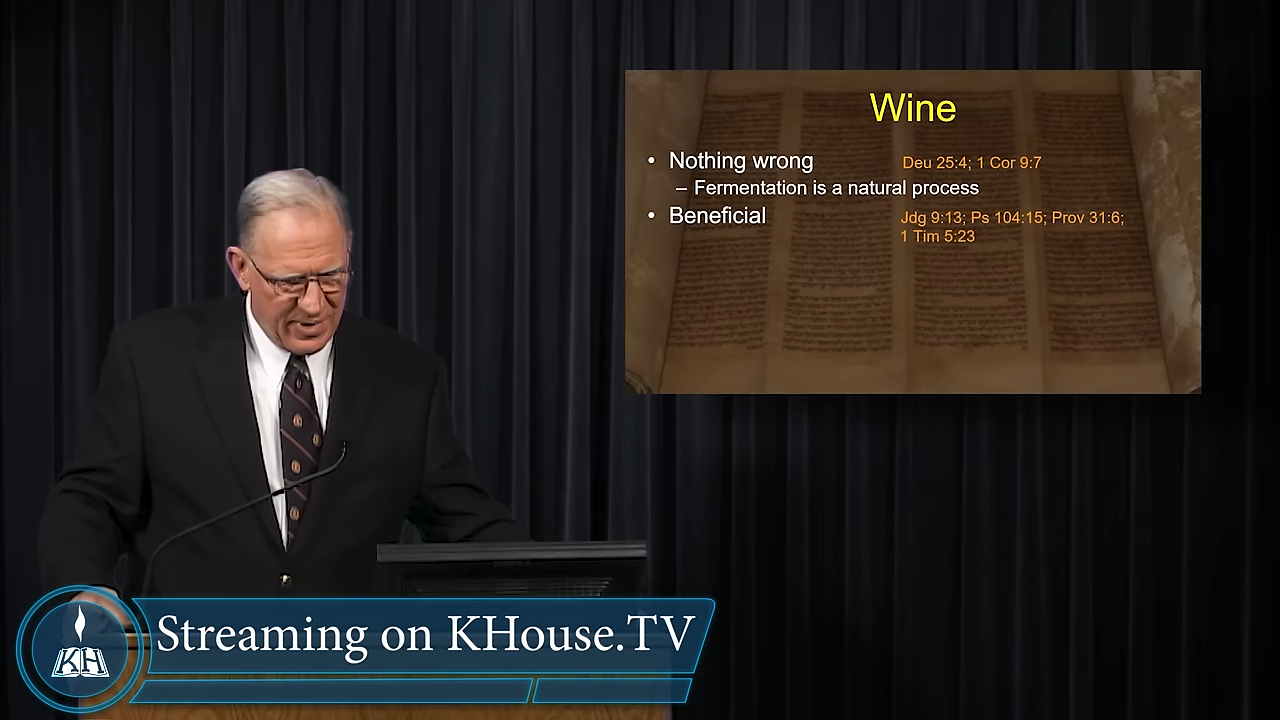 Wine
• Nothing wrong Deu 25:4; 1 Cor 9:7
– Fermentation is a natural process
• Beneficial Jdg 9:13; Ps 104:15; Prov 31:6;
1 Tim 5:23
Streaming on KHouse.TV
KH